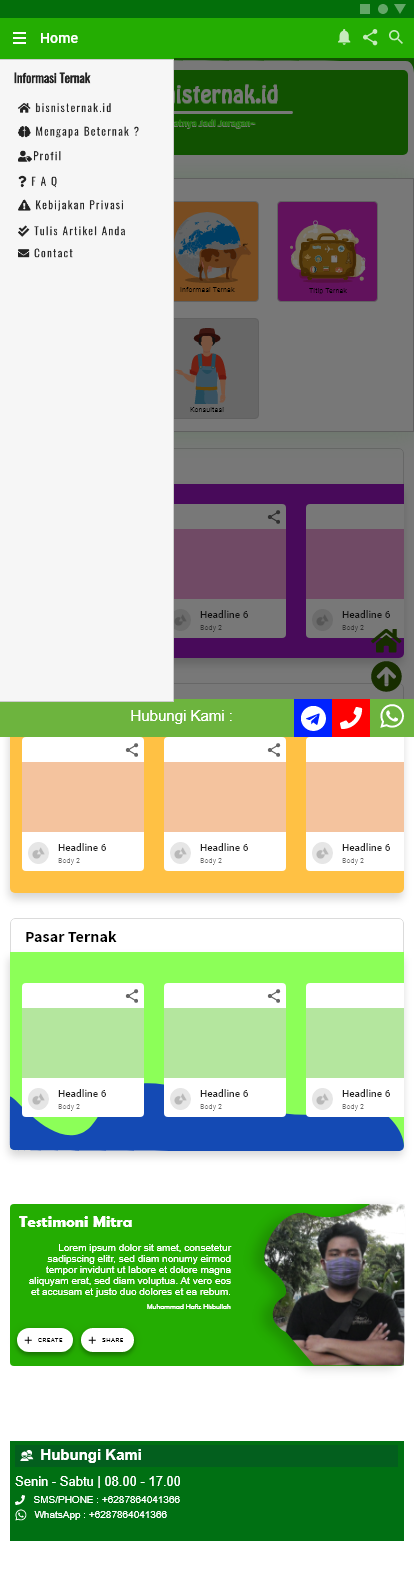 Home
Informasi Ternak
bisnisternak.id
Mengapa Beternak ?
Profil
F A Q
Kebijakan Privasi
Tulis Artikel Anda
Contact
nisternak.id
atnya Jadi Juragan~
Informasi Ternak
Titip Ternak
Konsultasi
Headline 6
Body 2
Headline 6
Body 2
Hubungi Kami :
Headline 6
Body 2
Headline 6
Body 2
Headline 6
Body 2
Pasar Ternak
Headline 6
Body 2
Headline 6
Body 2
Headline 6
Body 2
Testimoni Mitra
Lorem ipsum dolor sit amet, consetetur
sadipscing elitr, sed diam nonumy eirmod
tempor invidunt ut labore et dolore magna
aliquyam erat, sed diam voluptua. At vero eos
et accusam et justo duo dolores et ea rebum.
Muhammad Hafiz Hisbullah
CREATE
SHARE
Hubungi Kami
Senin - Sabtu | 08.00 - 17.00
SMS/PHONE : +6287864041366
WhatsApp : +6287864041366